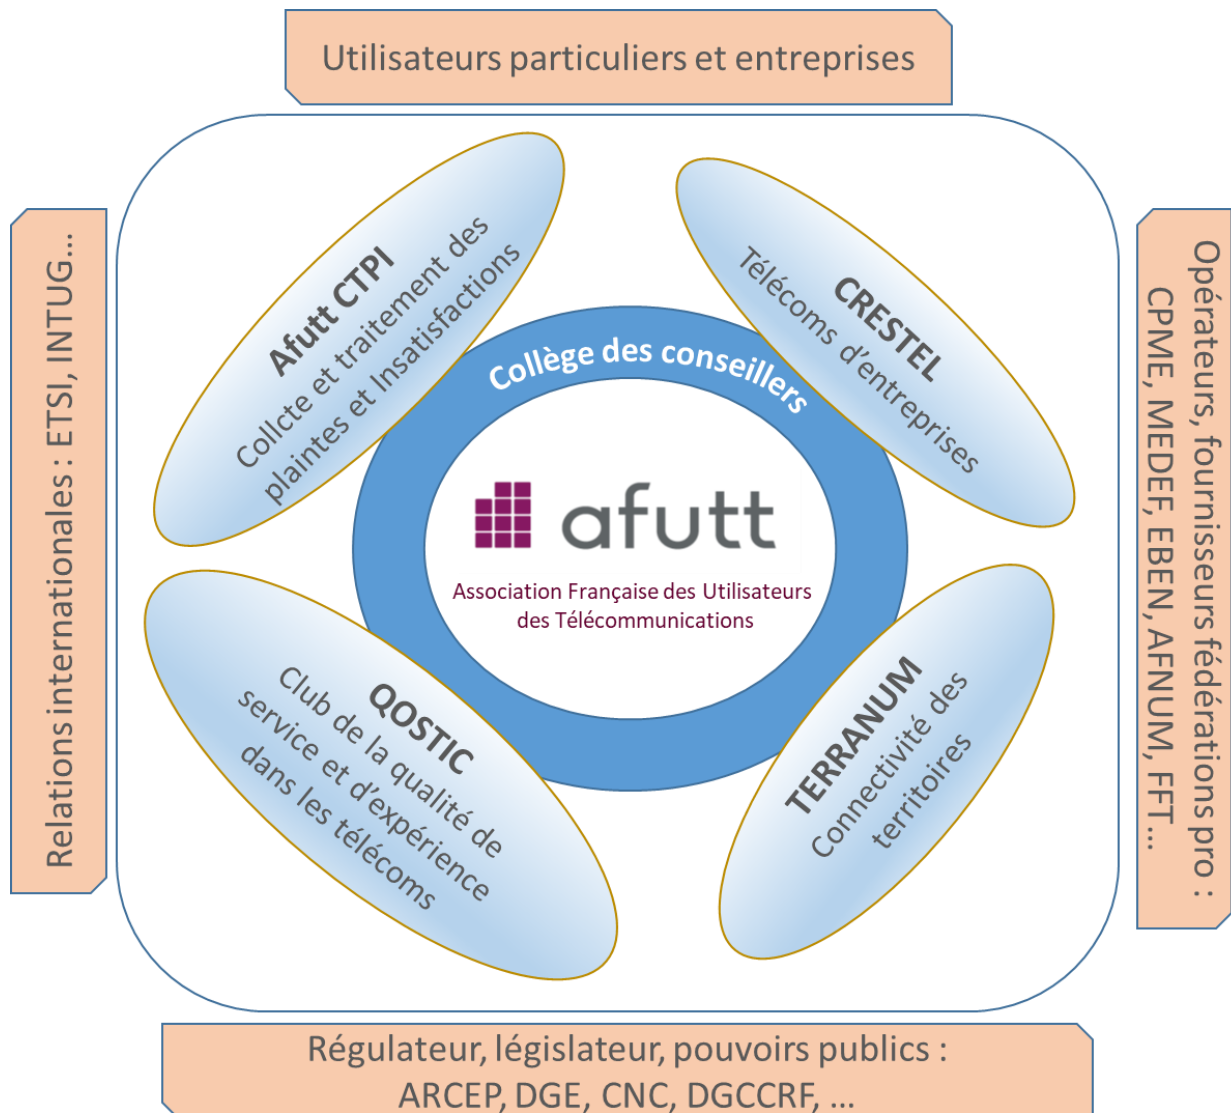 Utilisateurs particuliers et entreprises
Relations internationales : ETSI, INTUG...
Afutt CTPI
Collcte et traitement des
plaintes et Insatisfactions
CRESTEL
Télécoms d’entreprises
Opérateurs, fournisseurs fédérations pro :
CPME, MEDEF, EBEN, AFNUM, FFT...
Collège des conseillers
afutt
Association Française des Utilisateurs
des Télécommunications
QOSTIC
Club de la qualité de
service et d’expérience
dans les télécoms
TERRANUM
Connectivité des
territoires
Régulateur, législateur, pouvoirs publics :
ARCEP, DGE, CNC, DGCCRF, ...